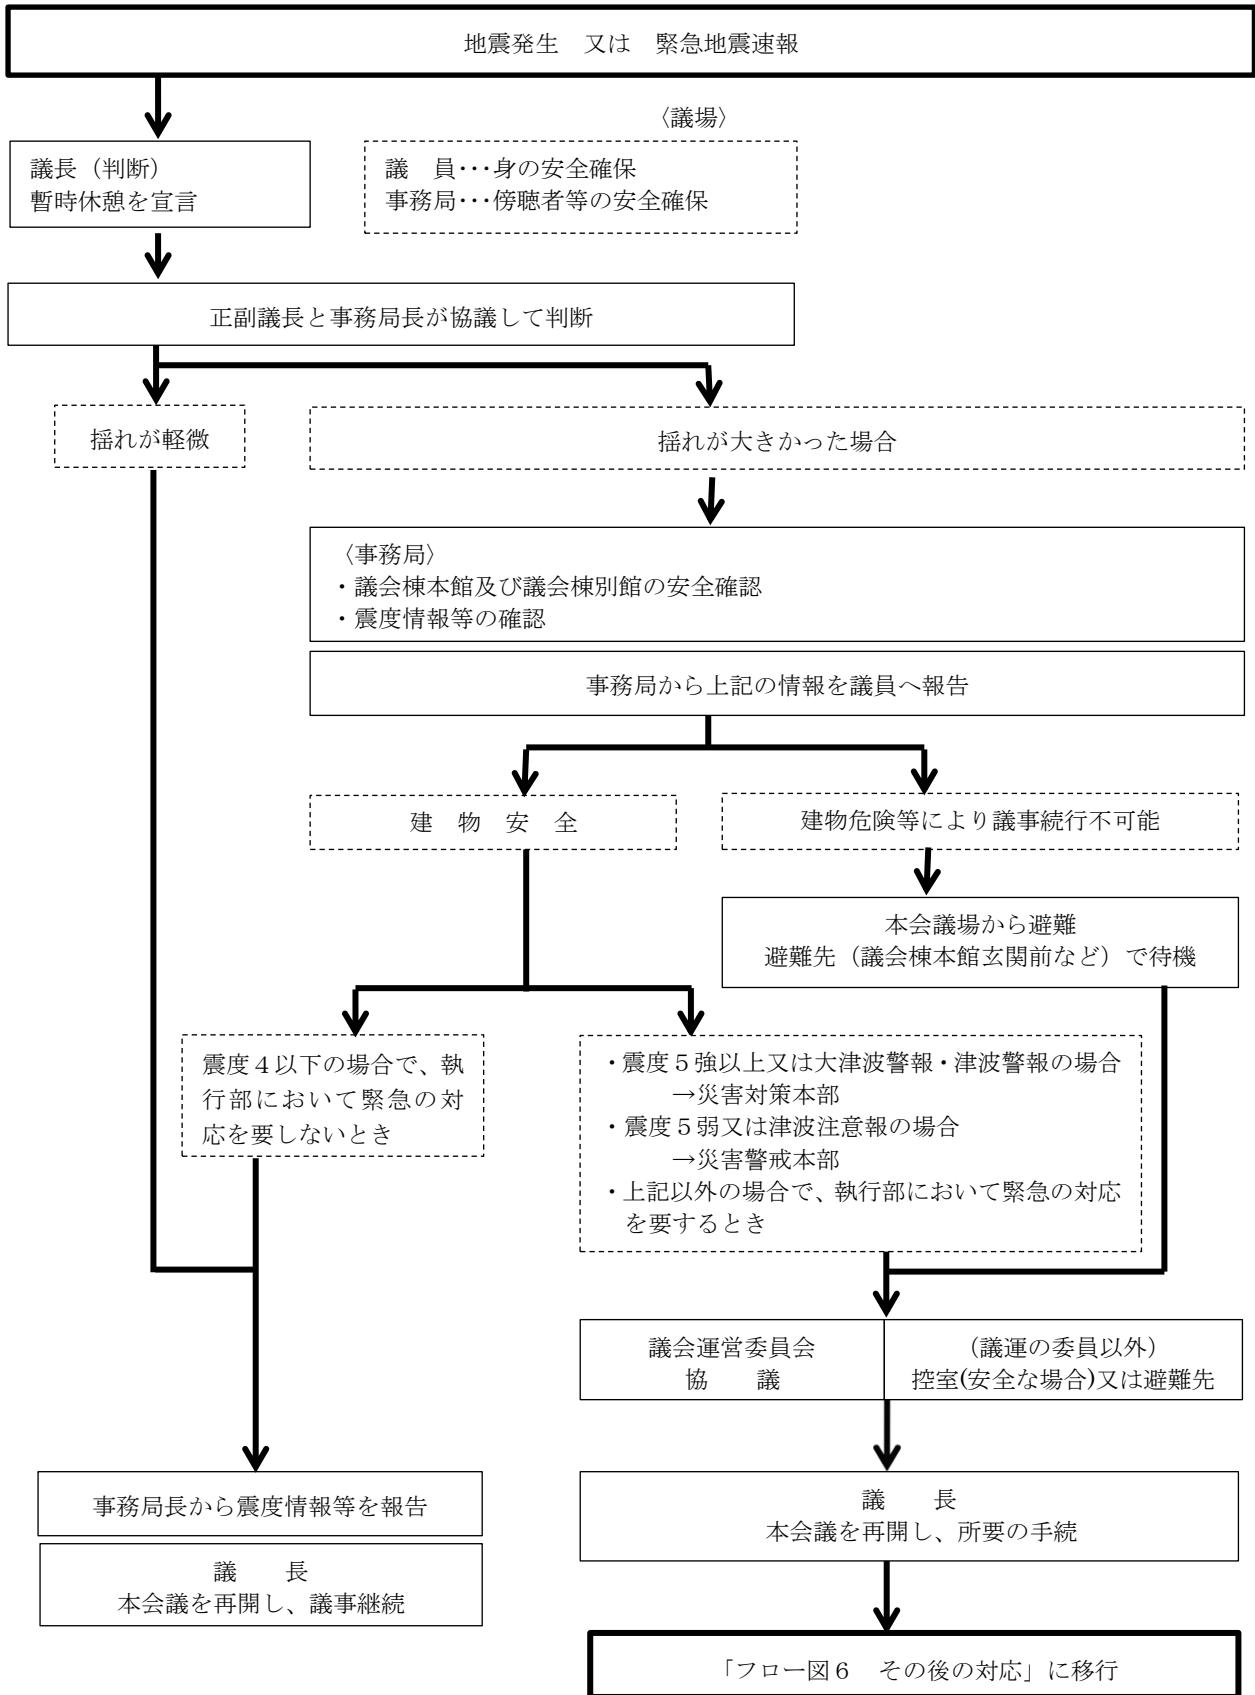 地震発生　又は　緊急地震速報
〈議場〉
議長（判断）
暫時休憩を宣言
議　員･･･身の安全確保
事務局･･･傍聴者等の安全確保
正副議長と事務局長が協議して判断
揺れが軽微
揺れが大きかった場合
〈事務局〉
・議会棟本館及び議会棟別館の安全確認
・震度情報等の確認
事務局から上記の情報を議員へ報告
建　物　安　全
建物危険等により議事続行不可能
本会議場から避難
避難先（議会棟本館玄関前など）で待機
震度４以下の場合で、執
行部において緊急の対
応を要しないとき
・震度５強以上又は大津波警報・津波警報の場合
→災害対策本部
・震度５弱又は津波注意報の場合
→災害警戒本部
・上記以外の場合で、執行部において緊急の対応
を要するとき
議会運営委員会
協　　議
（議運の委員以外）
控室(安全な場合)又は避難先
事務局長から震度情報等を報告
議　　長
本会議を再開し、議事継続
議　　長
本会議を再開し、所要の手続
「フロー図６　その後の対応」に移行